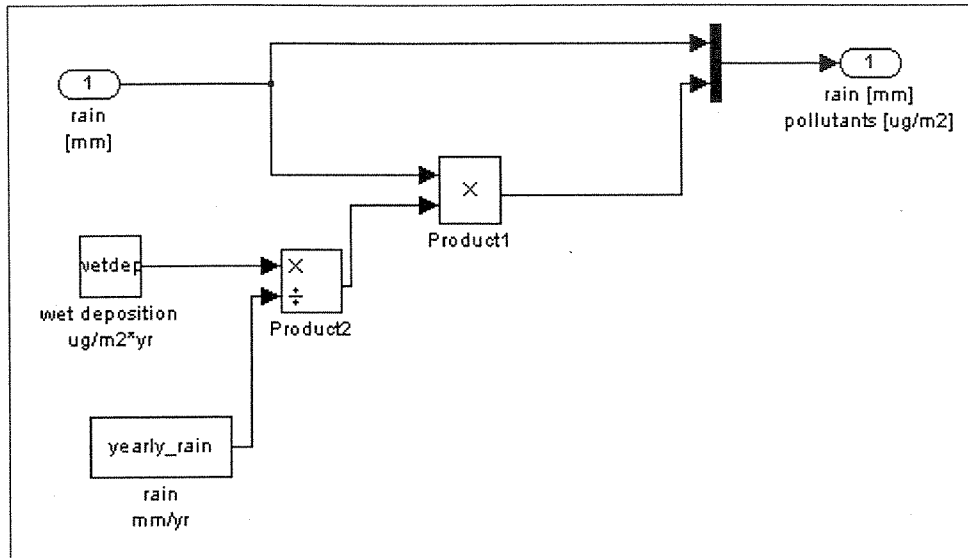 1
rain
[mm]
1
rain [mm]
pollutants [ug/m2]
×
Product1
wetdep
wet deposition
ug/m2*yr
×
÷
Product2
yearly_rain
rain
mm/yr